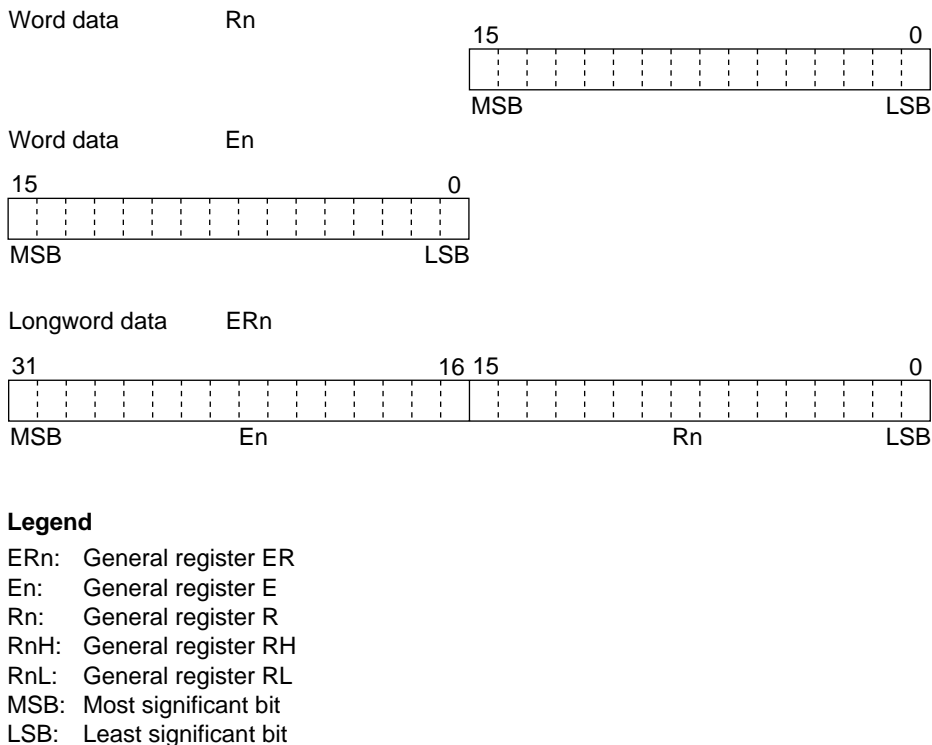 Word data Rn
15 0
MSB LSB
Word data En
15 0
MSB LSB
Longword data ERn
31 16 15 0
MSB En Rn LSB
Legend
ERn: General register ER
En: General register E
Rn: General register R
RnH: General register RH
RnL: General register RL
MSB: Most significant bit
LSB: Least significant bit